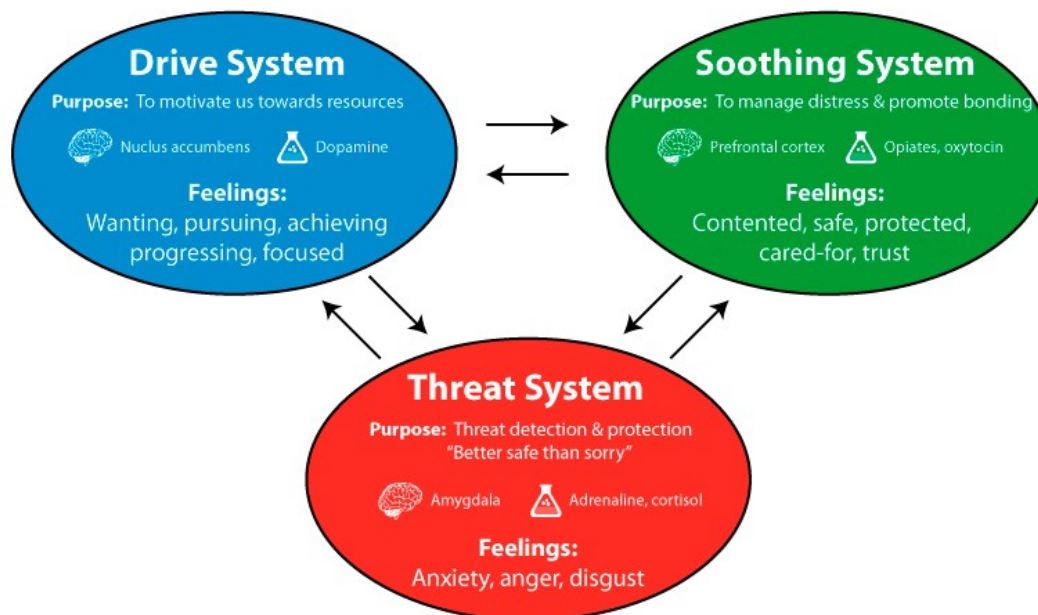 Drive System
Purpose: To motivate us towards resources
Nuclus accumbens
Dopamine
Feelings:
Wanting, pursuing, achieving
progressing, focused
Soothing System
Purpose: To manage distress & promote bonding
Prefrontal cortex
Opiates, oxytocin
Feelings:
Contented, safe, protected,
cared-for, trust
Threat System
Purpose: Threat detection & protection
“Better safe than sorry”
Amygdala
Adrenaline, cortisol
Feelings:
Anxiety, anger, disgust